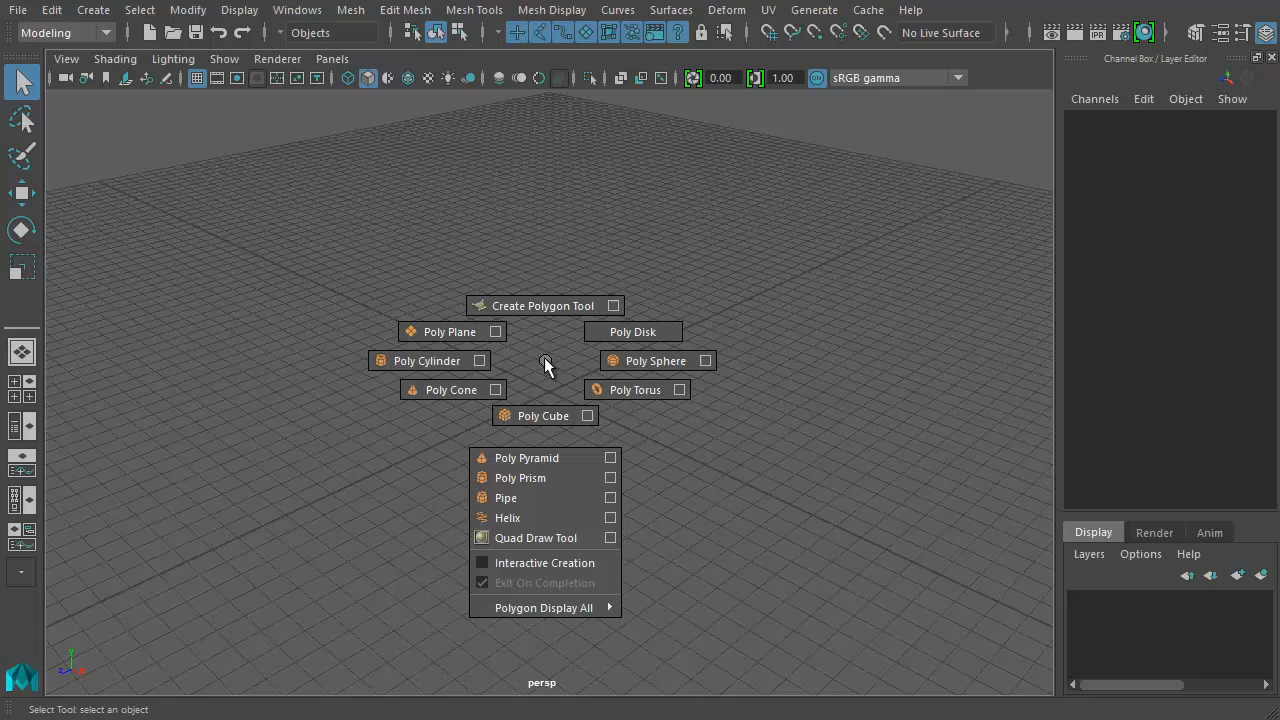 File Edit Create Select Modify Display Windows Mesh Edit Mesh Mesh Tools Mesh Display Curves Surfaces Deform UV Generate Cache Help
Modeling Objects No Live Surface
View Shading Lighting Show Renderer Panels
Channel Box / Layer Editor
0.00 1.00 ON sRGB gamma
Channels Edit Object Show
Create Polygon Tool
Poly Plane Poly Disk
Poly Cylinder Poly Sphere
Poly Cone Poly Torus
Poly Cube
Poly Pyramid
Poly Prism
Pipe
Helix
Quad Draw Tool
Interactive Creation
Exit On Completion
Polygon Display All
Display Render Anim
Layers Options Help
y
z x
persp
Select Tool: select an object